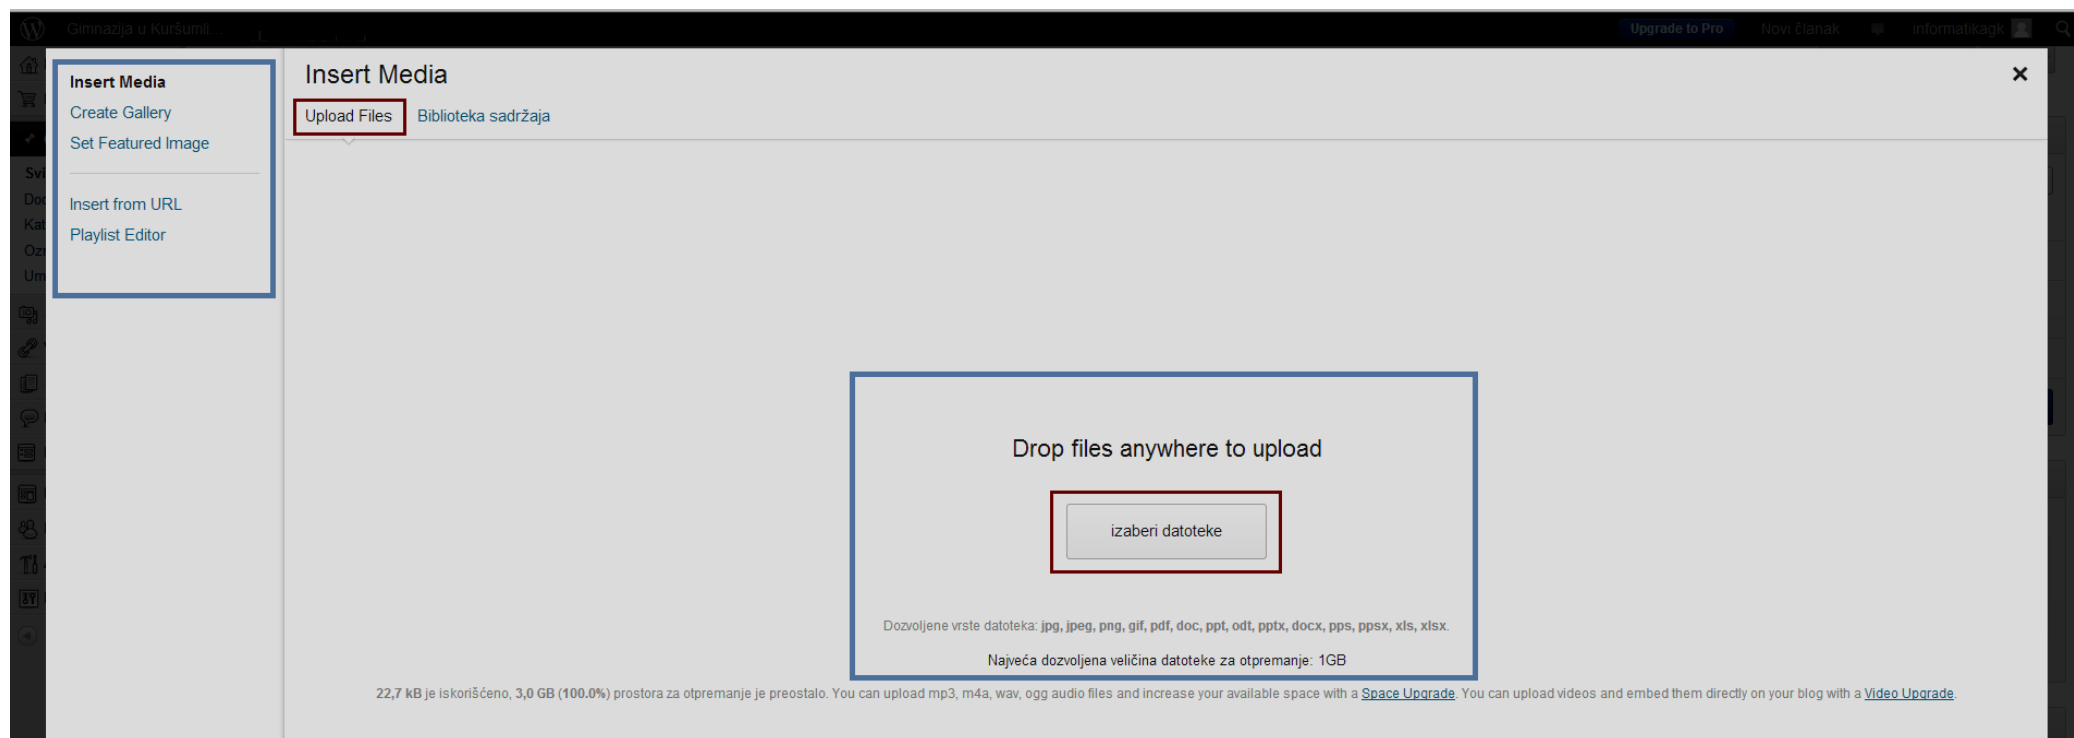 Gimnazija u Kuršumli...
Upgrade to Pro
Novi članak
informatikagk
Insert Media
Create Gallery
Set Featured Image
Insert from URL
Playlist Editor
Insert Media
Upload Files
Biblioteka sadržaja
Svi
Kat
Um
Drop files anywhere to upload
izaberi datoteke
Dozvoljene vrste datoteka: jpg, jpeg, png, gif, pdf, doc, ppt, odt, pptx, docx, pps, ppsx, xls, xlsx.
Najveća dozvoljena veličina datoteke za otpremanje: 1GB
22,7 kB je iskorišćeno, 3,0 GB (100.0%) prostora za otpremanje je preostalo. You can upload mp3, m4a, wav, ogg audio files and increase your available space with a Space Upgrade. You can upload videos and embed them directly on your blog with a Video Upgrade.